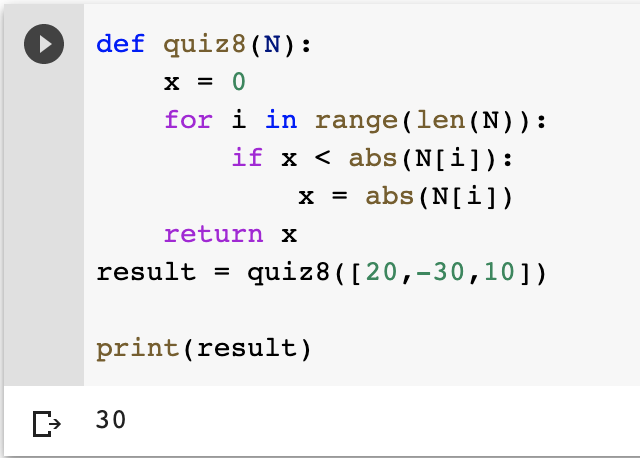 def quiz8(N):
    x = 0
    for i in range(len(N)):
        if x < abs(N[i]):
            x = abs(N[i])
    return x
result = quiz8([20,-30,10])

print(result)
30